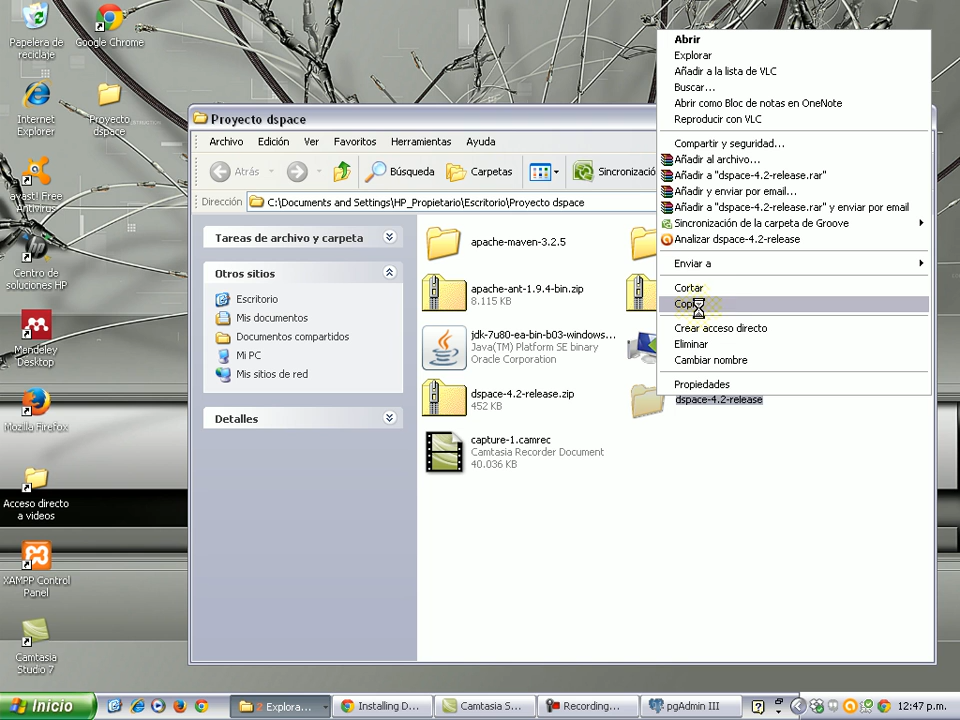 Papelera de
reciclaje
Google Chrome
Internet
Explorer
Proyecto
dspace
avast! Free
Antivirus
Centro de
soluciones HP
Mendeley
Desktop
Mozilla Firefox
Acceso directo
a videos
XAMPP Control
Panel
Camtasia
Studio 7
Proyecto dspace
Archivo Edición Ver Favoritos Herramientas Ayuda
Atrás Búsqueda Carpetas Sincronizació
Dirección C:\Documents and Settings\HP_Propietario\Escritorio\Proyecto dspace
Tareas de archivo y carpeta
Otros sitios
Escritorio
Mis documentos
Documentos compartidos
Mi PC
Mis sitios de red
Detalles
apache-maven-3.2.5
apache-ant-1.9.4-bin.zip
8.115 KB
jdk-7u80-ea-bin-b03-windows...
Java(TM) Platform SE binary
Oracle Corporation
dspace-4.2-release.zip
452 KB
capture-1.camrec
Camtasia Recorder Document
40.036 KB
Abrir
Explorar
Añadir a la lista de VLC
Buscar...
Abrir como Bloc de notas en OneNote
Reproducir con VLC
Compartir y seguridad...
Añadir al archivo...
Añadir a "dspace-4.2-release.rar"
Añadir y enviar por email...
Añadir a "dspace-4.2-release.rar" y enviar por email
Sincronización de la carpeta de Groove
Analizar dspace-4.2-release
Enviar a
Cortar
Crear acceso directo
Eliminar
Cambiar nombre
Propiedades
dspace-4.2-release
Inicio 2 Explora... Installing D... Camtasia S... Recording... pgAdmin III 12:47 p.m.